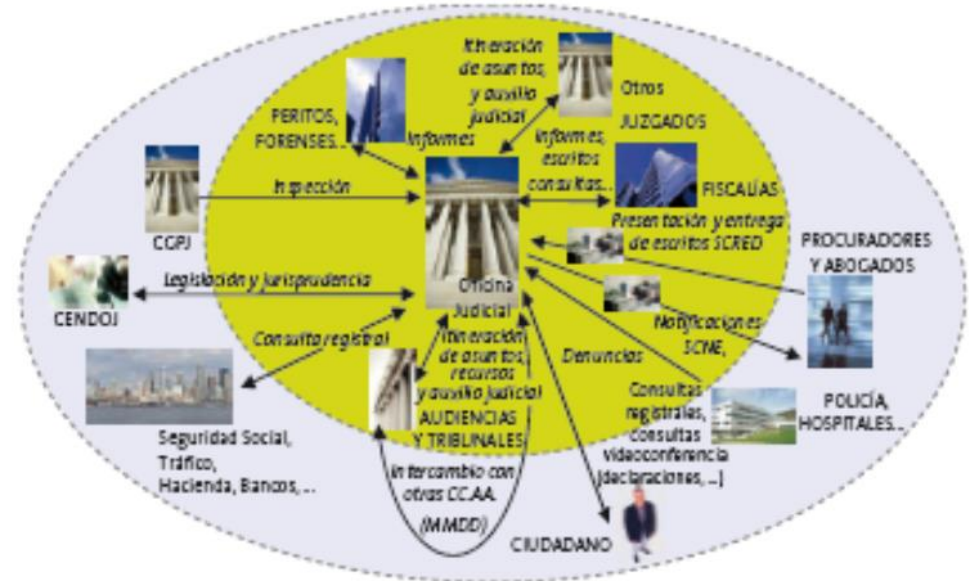 Itineración
de asuntos,
y auxilio
judicial
Otros
JUZGADOS
PERITOS,
FORENSES...
Informes
Informes,
escritos
consultas...
FISCALÍAS
Inspección
CGPJ
Presentación y entrega
de escritos SCRED
PROCURADORES
Y ABOGADOS
Legislación y jurisprudencia
CENDOJ
Oficina
Judicial
Notificaciones
SCNE,
Consulta registral
Itineración
de asuntos,
recursos
y auxilio judicial
AUDIENCIAS
Y TRIBUNALES
Denuncias
Seguridad Social,
Tráfico,
Hacienda, Bancos, ...
Consultas
registrales,
consultas
videoconferencia
(declaraciones, ...)
POLICÍA,
HOSPITALES...
Intercambio con
otras CC.AA.
(MMDD)
CIUDADANO